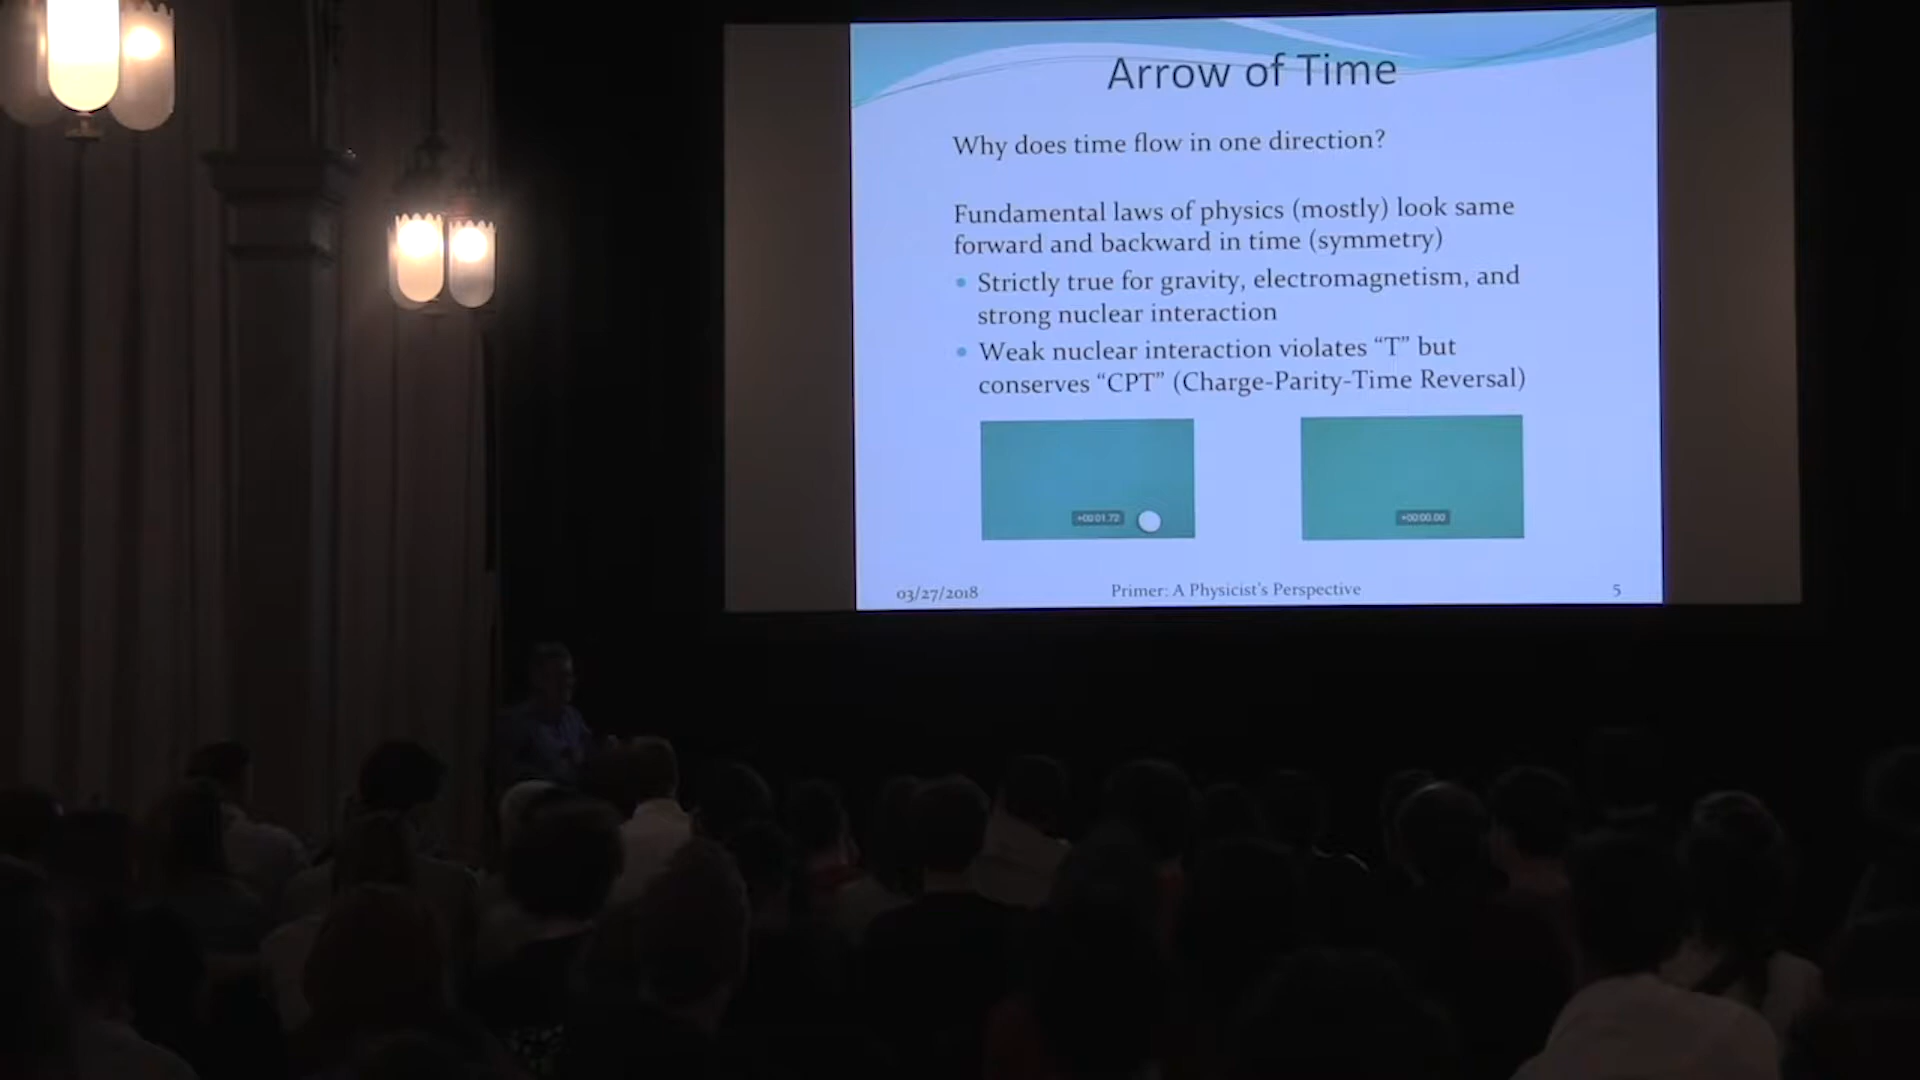 Arrow of Time
Why does time flow in one direction?
Fundamental laws of physics (mostly) look same
forward and backward in time (symmetry)
• Strictly true for gravity, electromagnetism, and
strong nuclear interaction
• Weak nuclear interaction violates “T” but
conserves “CPT” (Charge-Parity-Time Reversal)
+00:01.72
+00:00.00
03/27/2018
Primer: A Physicist’s Perspective
5